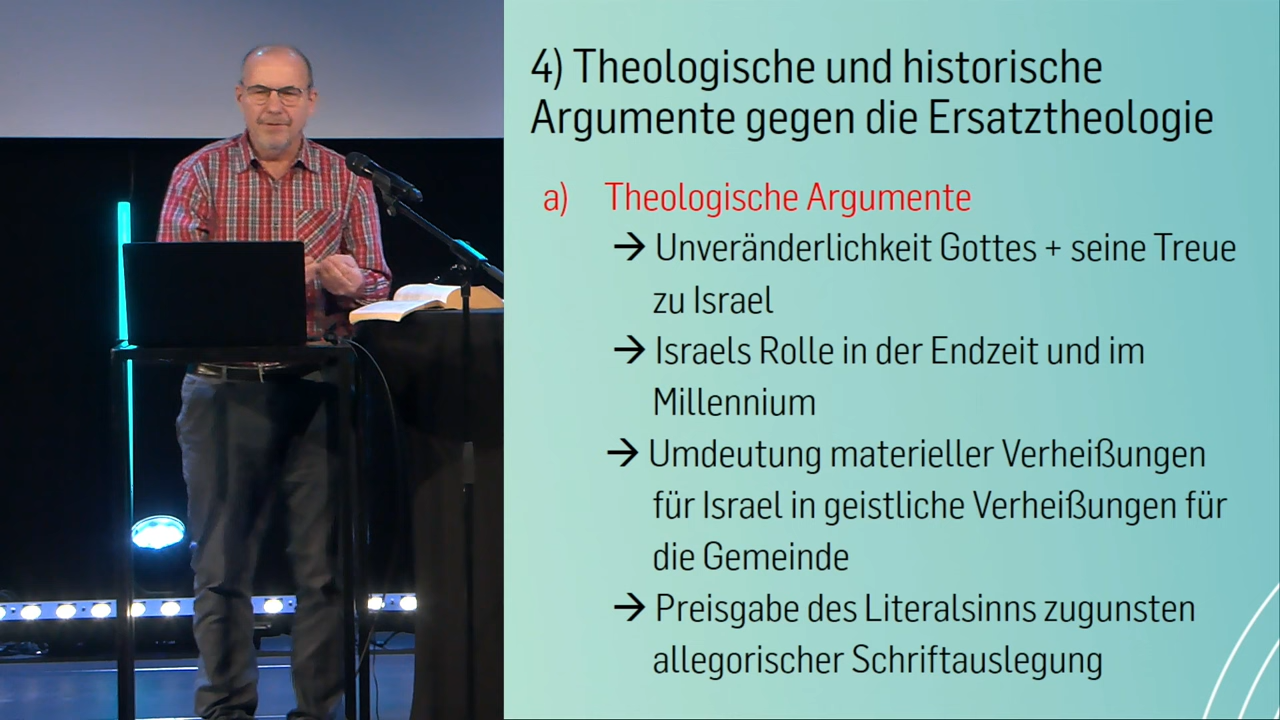 4) Theologische und historische
Argumente gegen die Ersatztheologie
a) Theologische Argumente
→ Unveränderlichkeit Gottes + seine Treue
zu Israel
→ Israels Rolle in der Endzeit und im
Millennium
→ Umdeutung materieller Verheißungen
für Israel in geistliche Verheißungen für
die Gemeinde
→ Preisgabe des Literalsinns zugunsten
allegorischer Schriftauslegung